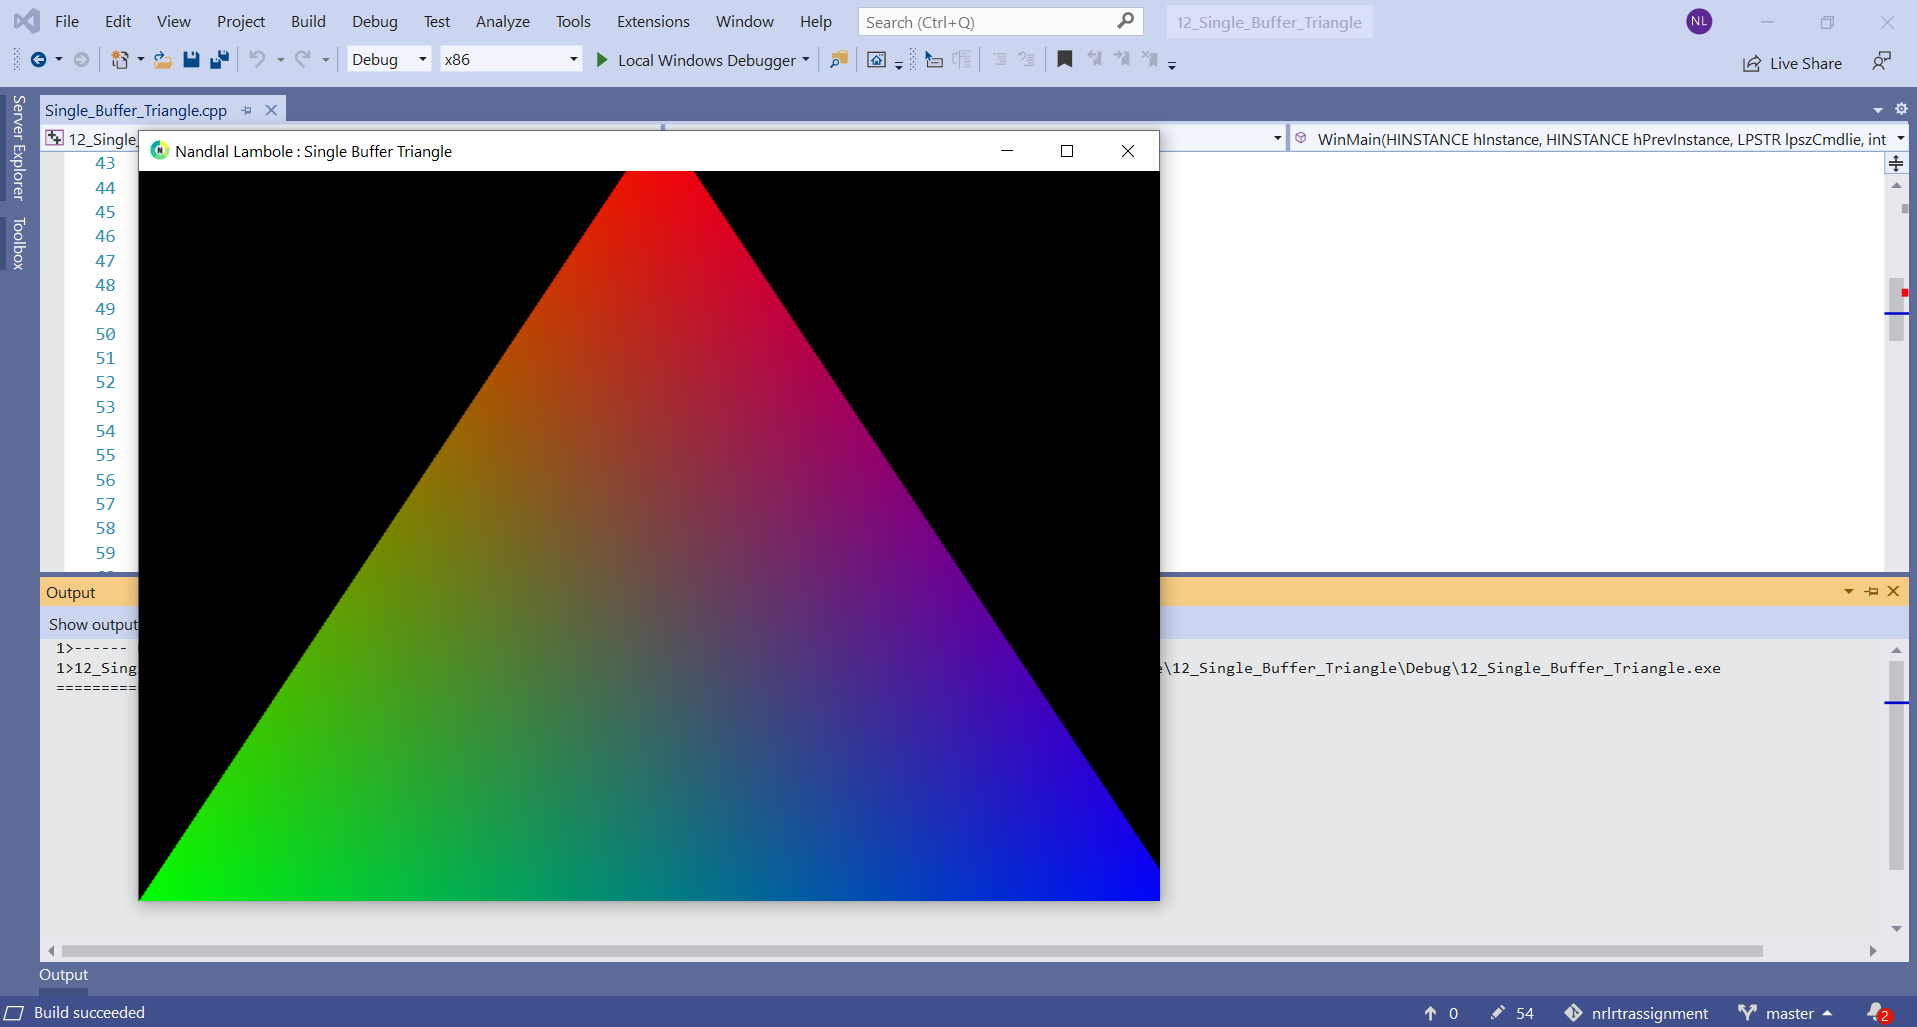 File Edit View Project Build Debug Test Analyze Tools Extensions Window Help Search (Ctrl+Q) 12_Single_Buffer_Triangle NL
Debug x86 Local Windows Debugger Live Share
Server Explorer
Toolbox
Single_Buffer_Triangle.cpp
12_Single_ WinMain(HINSTANCE hInstance, HINSTANCE hPrevInstance, LPSTR lpszCmdlie, int
Nandlal Lambole : Single Buffer Triangle
43
44
45
46
47
48
49
50
51
52
53
54
55
56
57
58
59
Output
Show output
1>------
1>12_Sing e\12_Single_Buffer_Triangle\Debug\12_Single_Buffer_Triangle.exe
==========
Output
Build succeeded 0 54 nrlrtrassignment master 2